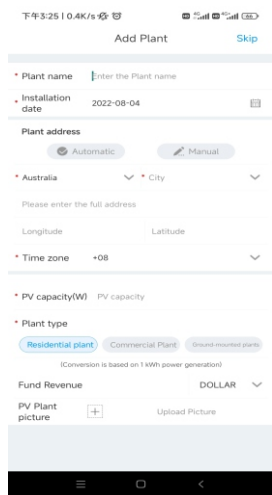 下午3:25 | 0.4K/s
Add Plant
Skip
* Plant name Enter the Plant name
* Installation date 2022-08-04
Plant address
Automatic Manual
* Australia * City
Please enter the full address
Longitude Latitude
* Time zone +08
* PV capacity(W) PV capacity
* Plant type
Residential plant Commercial Plant Ground-mounted plants
(Conversion is based on 1 kWh power generation)
Fund Revenue DOLLAR
PV Plant picture Upload Picture